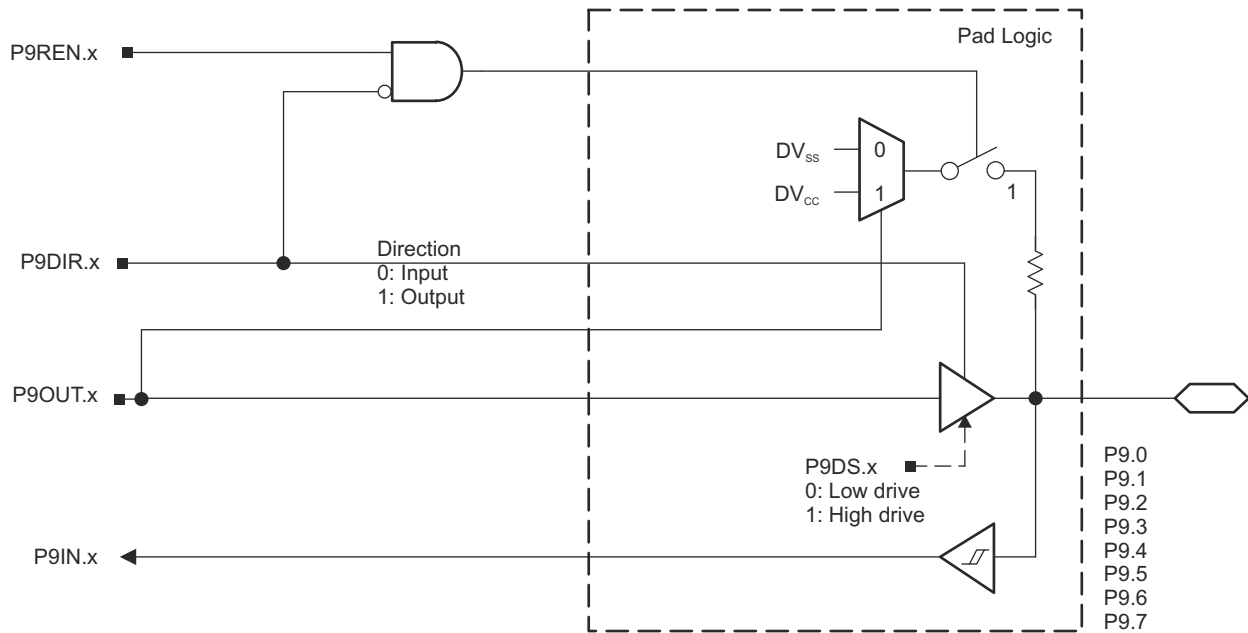 Pad Logic
P9REN.x
DVSS
0
DVCC
1
1
P9DIR.x
Direction
0: Input
1: Output
P9OUT.x
P9DS.x
0: Low drive
1: High drive
P9IN.x
P9.0
P9.1
P9.2
P9.3
P9.4
P9.5
P9.6
P9.7